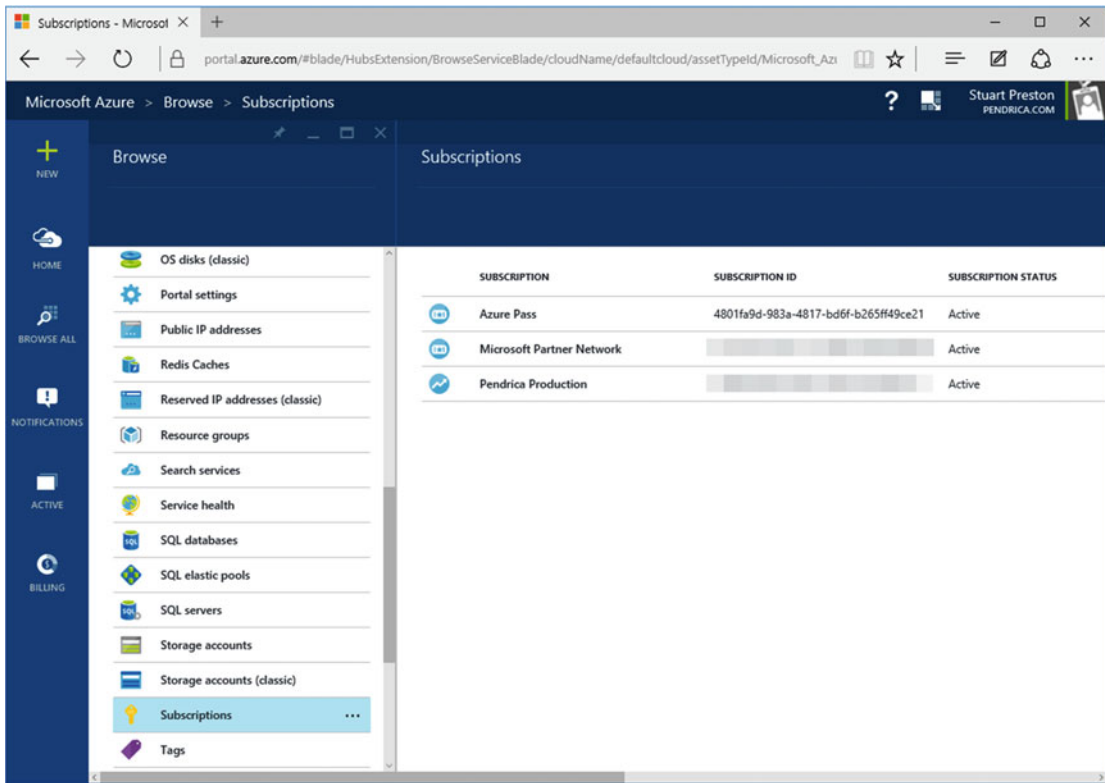 Subscriptions - Microsof
portal.azure.com/#blade/HubsExtension/BrowseServiceBlade/cloudName/defaultcloud/assetTypeId/Microsoft_Az
Microsoft Azure > Browse > Subscriptions
?
Stuart Preston
PENDRICA.COM
NEW
HOME
BROWSE ALL
NOTIFICATIONS
ACTIVE
BILLING
Browse
OS disks (classic)
Portal settings
Public IP addresses
Redis Caches
Reserved IP addresses (classic)
Resource groups
Search services
Service health
SQL databases
SQL elastic pools
SQL servers
Storage accounts
Storage accounts (classic)
Subscriptions
Tags
Subscriptions
SUBSCRIPTION SUBSCRIPTION ID SUBSCRIPTION STATUS
Azure Pass 4801fa9d-983a-4817-bd6f-b265ff49ce21 Active
Microsoft Partner Network Active
Pendrica Production Active